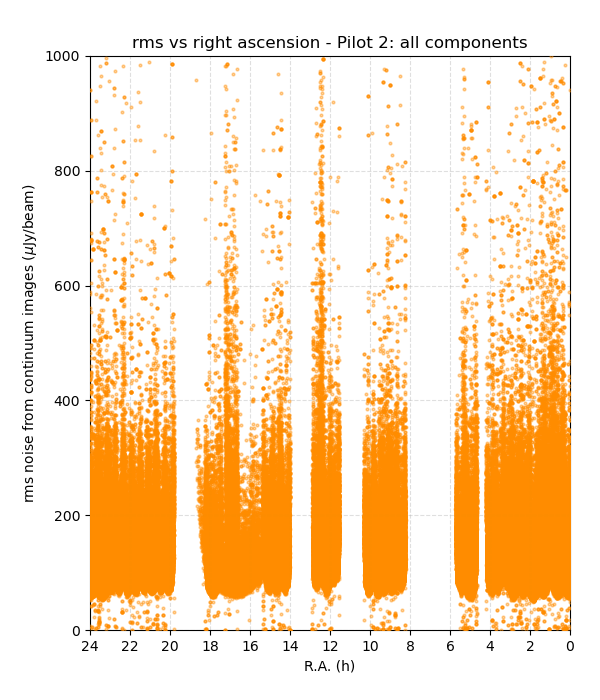 rms vs right ascension - Pilot 2: all components
rms noise from continuum images (μJy/beam)
1000
800
600
400
200
0
24 22 20 18 16 14 12 10 8 6 4 2 0
R.A. (h)